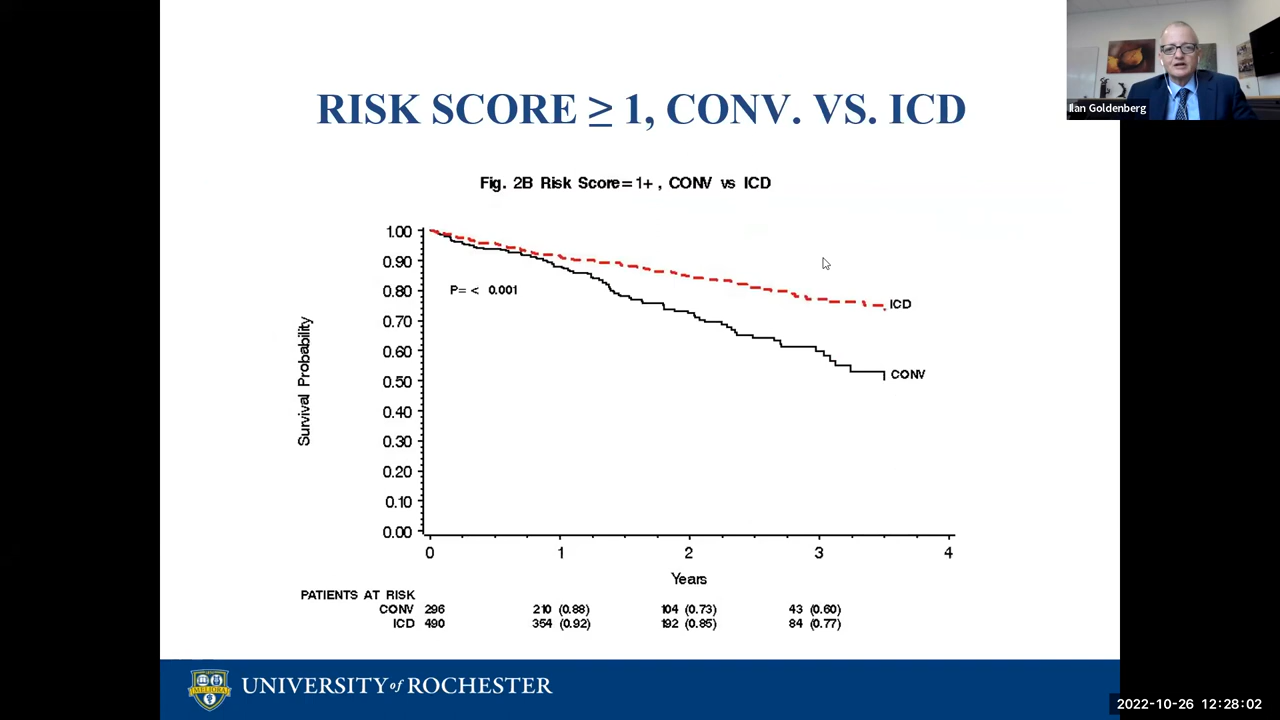 RISK SCORE ≥ 1, CONV. VS. ICD
Ilan Goldenberg
Fig. 2B Risk Score=1+ , CONV vs ICD
1.00
0.90
0.80
0.70
0.60
0.50
0.40
0.30
0.20
0.10
0.00
P= < 0.001
ICD
CONV
Survival Probability
0 1 2 3 4
Years
PATIENTS AT RISK
CONV 296 210 (0.88) 104 (0.73) 43 (0.60)
ICD 490 354 (0.92) 192 (0.85) 84 (0.77)
MELIORA
UNIVERSITY of ROCHESTER
2022-10-26 12:28:02